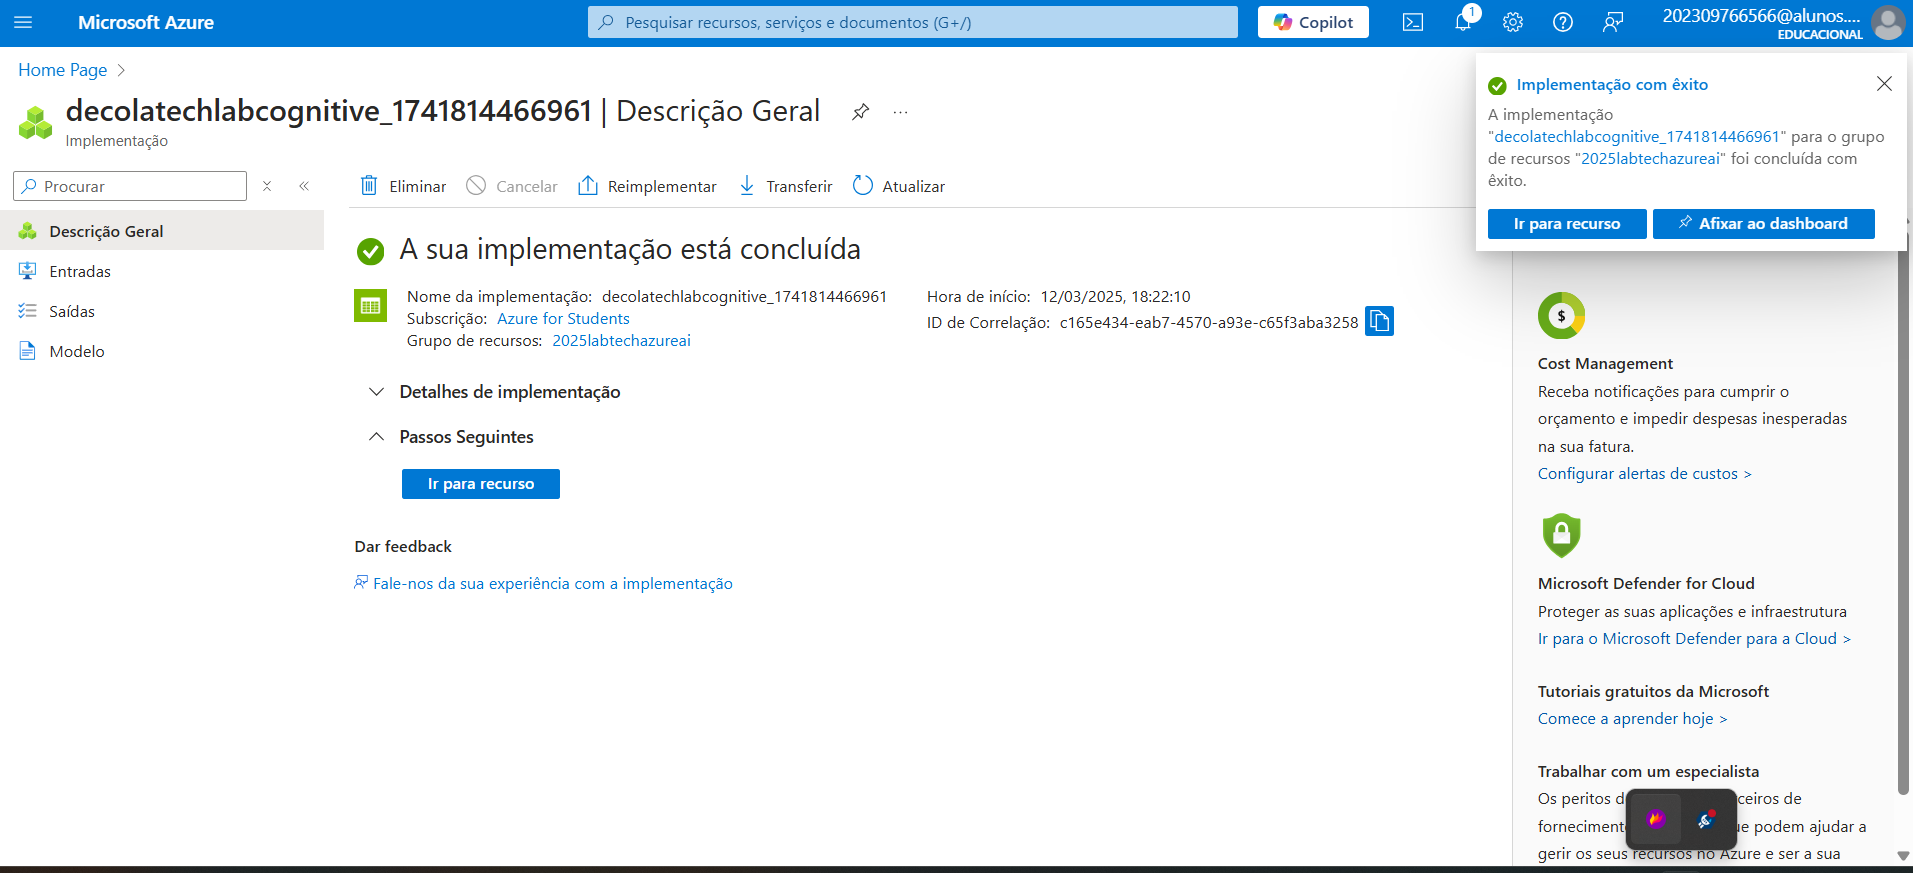 Microsoft Azure
Pesquisar recursos, serviços e documentos (G+/)
Copilot
1
202309766566@alunos....
EDUCACIONAL
Home Page
decolatechlabcognitive_1741814466961 | Descrição Geral
...
Implementação
Procurar
Descrição Geral
Entradas
Saídas
Modelo
Eliminar
Cancelar
Reimplementar
Transferir
Atualizar
A sua implementação está concluída
Nome da implementação: decolatechlabcognitive_1741814466961
Subscrição: Azure for Students
Grupo de recursos: 2025labtechazureai
Hora de início: 12/03/2025, 18:22:10
ID de Correlação: c165e434-eab7-4570-a93e-c65f3aba3258
Detalhes de implementação
Passos Seguintes
Ir para recurso
Dar feedback
Fale-nos da sua experiência com a implementação
Implementação com êxito
A implementação
"decolatechlabcognitive_1741814466961" para o grupo
de recursos "2025labtechazureai" foi concluída com
êxito.
Ir para recurso
Afixar ao dashboard
$
Cost Management
Receba notificações para cumprir o
orçamento e impedir despesas inesperadas
na sua fatura.
Configurar alertas de custos >
Microsoft Defender for Cloud
Proteger as suas aplicações e infraestrutura
Ir para o Microsoft Defender para a Cloud >
Tutoriais gratuitos da Microsoft
Comece a aprender hoje >
Trabalhar com um especialista
Os peritos de
podem ajudar a
gerir os seus recursos no Azure e ser a sua